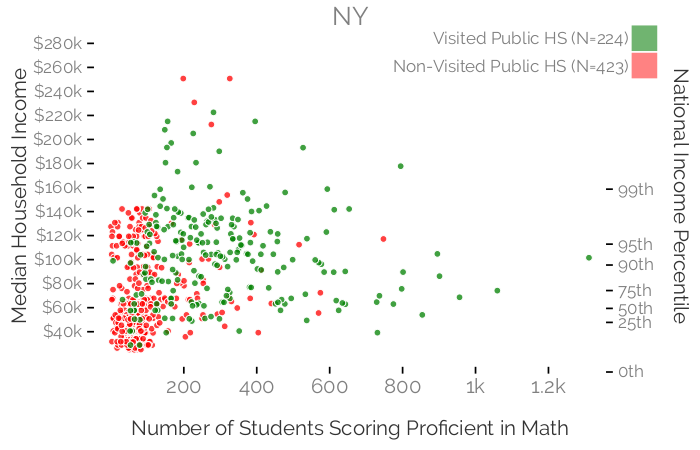 NY
Visited Public HS (N=224)
Non-Visited Public HS (N=423)
Median Household Income
$280k
$260k
$240k
$220k
$200k
$180k
$160k
$140k
$120k
$100k
$80k
$60k
$40k
National Income Percentile
99th
95th
90th
75th
50th
25th
0th
200
400
600
800
1k
1.2k
Number of Students Scoring Proficient in Math